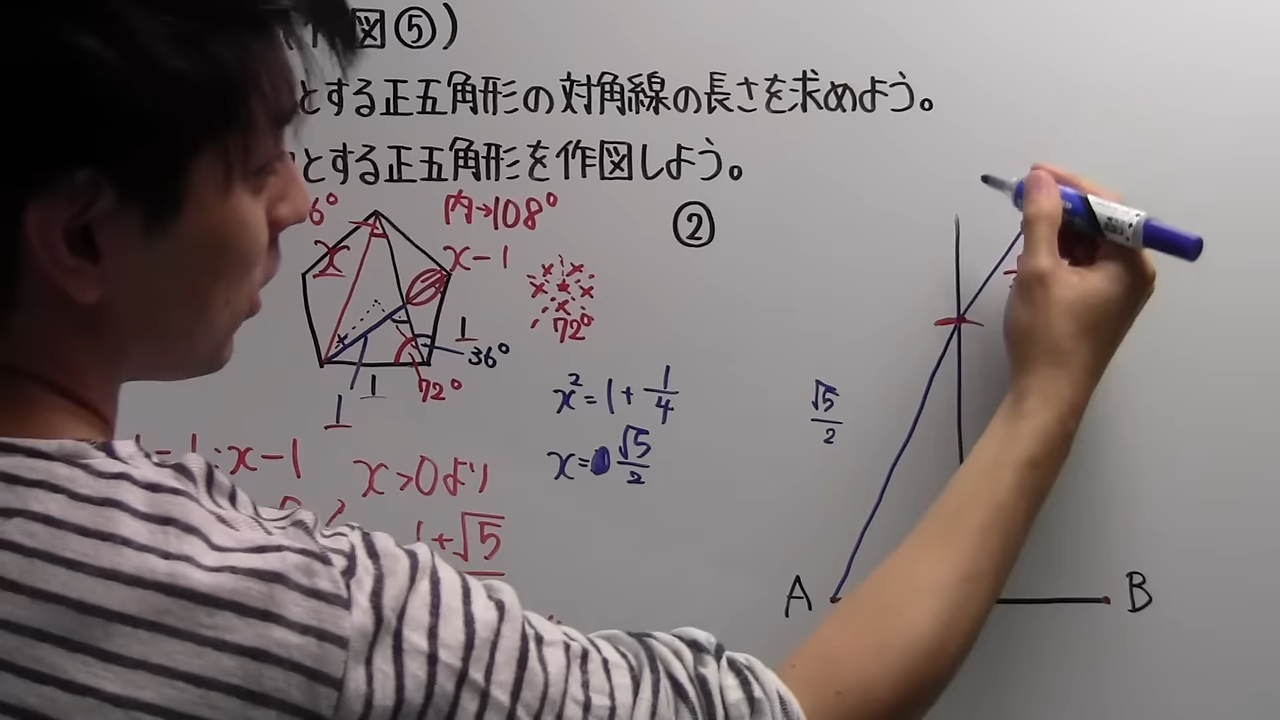 図⑤)
とする正五角形の対角線の長さを求めよう。
とする正五角形を作図しよう。
6°
内→108°
②
x
x-1
1
36°
72°
1
1
72°
x²=1+1/4
x=√5/2
√5/2
-1:x-1
x>0より
1+√5
A
B